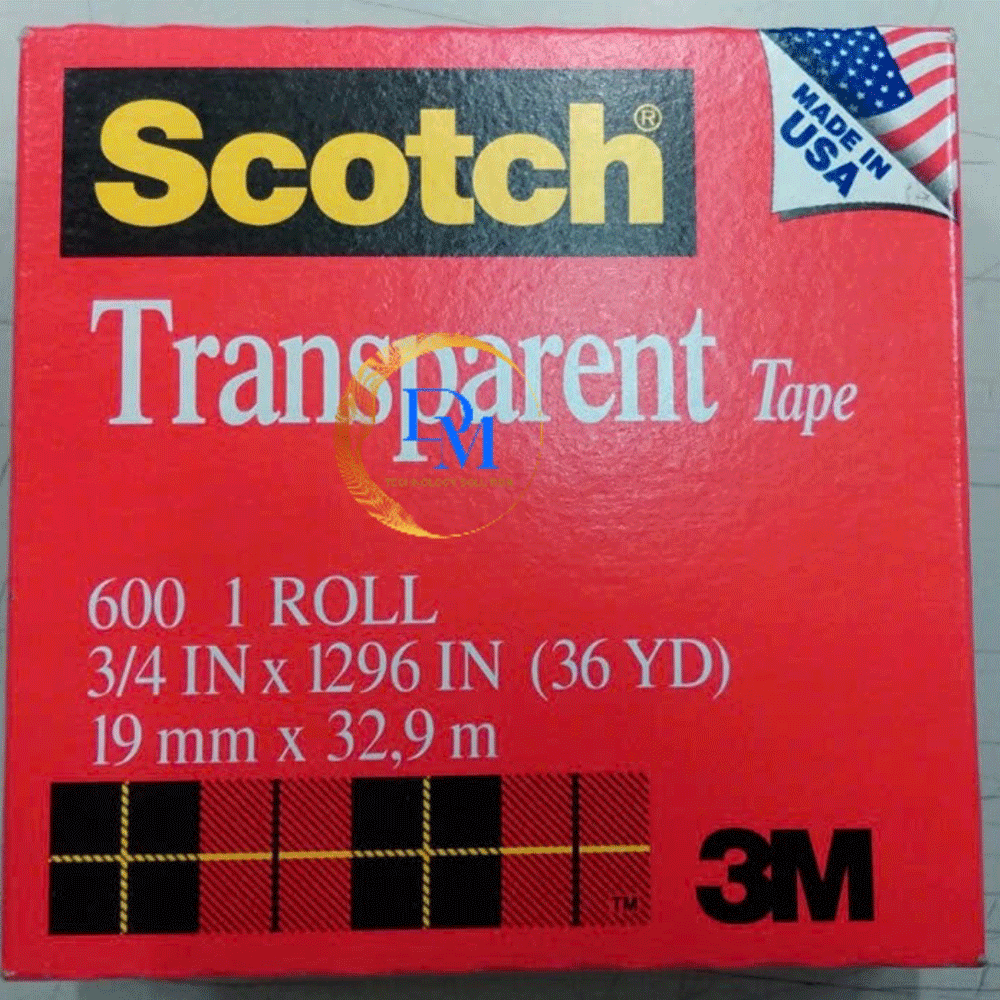 Scotch®
MADE IN
USA
Transparent Tape
DM
600 1 ROLL
3/4 IN x 1296 IN (36 YD)
19 mm x 32,9 m
TM
3M